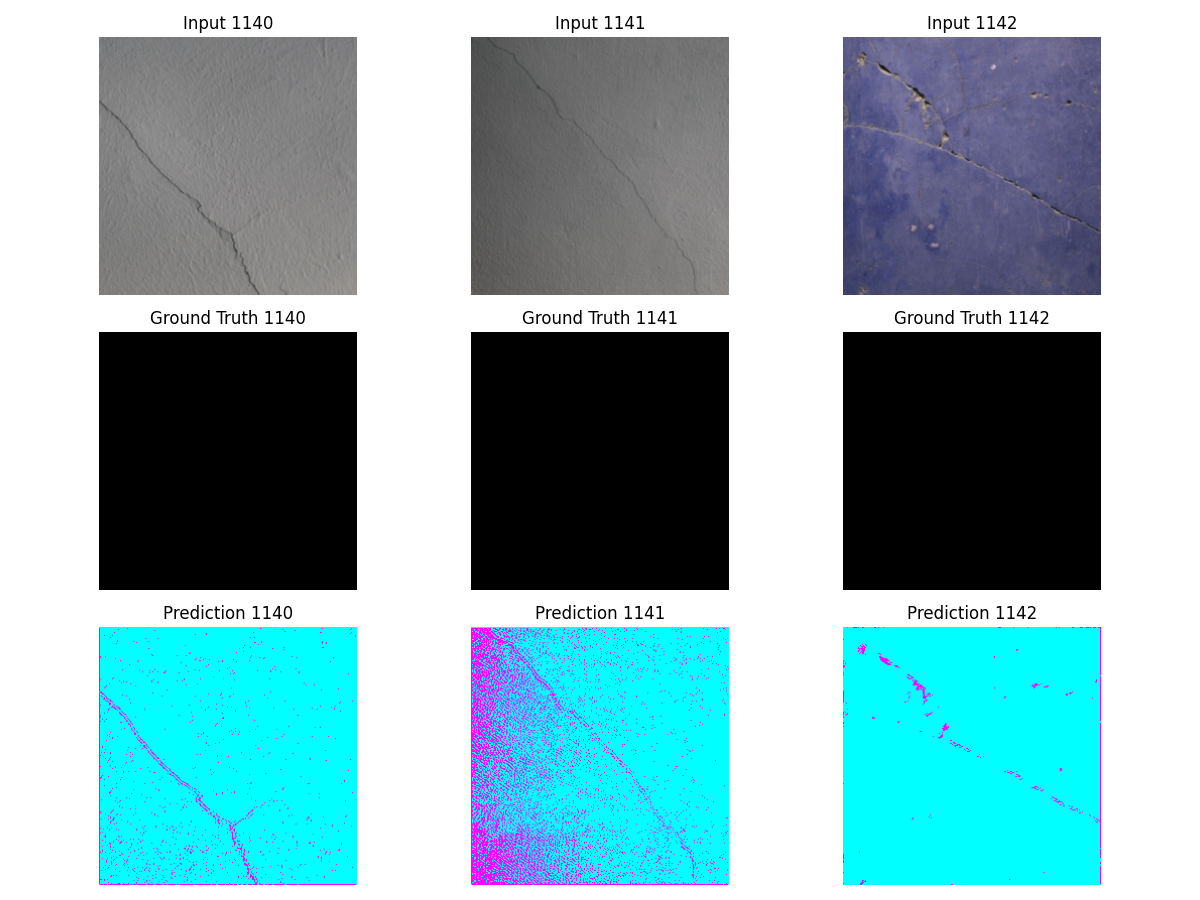 Input 1140
Input 1141
Input 1142
Ground Truth 1140
Ground Truth 1141
Ground Truth 1142
Prediction 1140
Prediction 1141
Prediction 1142